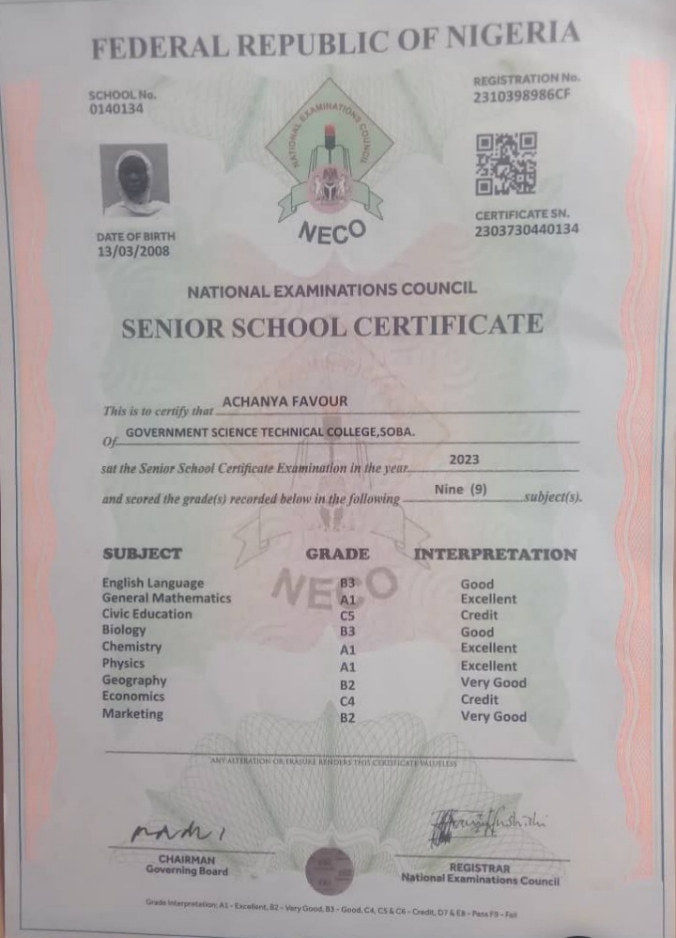 FEDERAL REPUBLIC OF NIGERIA
SCHOOL No.
0140134
REGISTRATION No.
2310398986CF
NATIONAL EXAMINATIONS COUNCIL
NECO
DATE OF BIRTH
13/03/2008
CERTIFICATE SN.
2303730440134
NATIONAL EXAMINATIONS COUNCIL
SENIOR SCHOOL CERTIFICATE
This is to certify that ACHANYA FAVOUR
Of GOVERNMENT SCIENCE TECHNICAL COLLEGE,SOBA.
sat the Senior School Certificate Examination in the year 2023
and scored the grade(s) recorded below in the following Nine (9) subject(s).
SUBJECT GRADE INTERPRETATION
English Language B3 Good
General Mathematics A1 Excellent
Civic Education C5 Credit
Biology B3 Good
Chemistry A1 Excellent
Physics A1 Excellent
Geography B2 Very Good
Economics C4 Credit
Marketing B2 Very Good
NECO
ANY ALTERATION OR ERASURE RENDERS THIS CERTIFICATE VALUELESS
CHAIRMAN
Governing Board
REGISTRAR
National Examinations Council
Grade Interpretation: A1 - Excellent, B2 - Very Good, B3 - Good, C4, C5 & C6 - Credit, D7 & E8 - Pass F9 - Fail